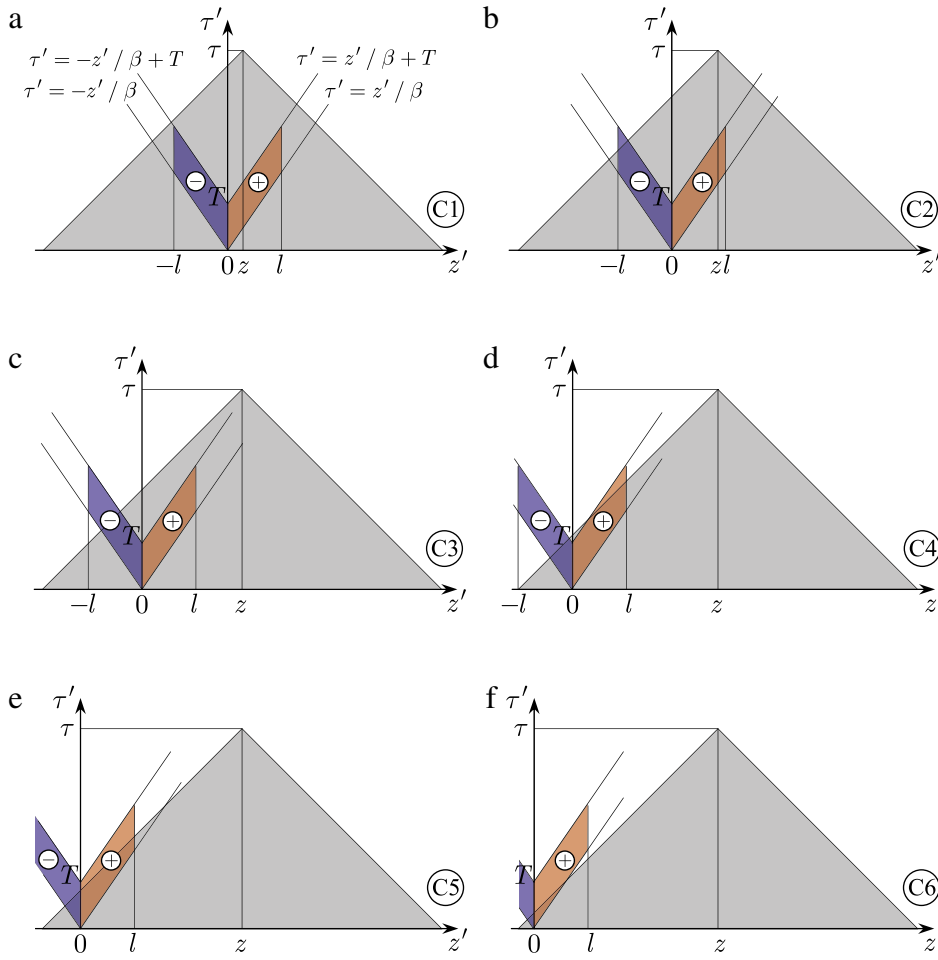 a
τ′
τ
τ′ = −z′ / β + T
τ′ = z′ / β + T
τ′ = −z′ / β
τ′ = z′ / β
−
T
+
C1
−l
0
z
l
z′
b
τ′
τ
−
T
+
C2
−l
0
z
l
z′
c
τ′
τ
−
T
+
C3
−l
0
l
z
z′
d
τ′
τ
−
T
+
C4
−l
0
l
z
z
e
τ′
τ
−
T
+
C5
0
l
z
z′
f
τ′
τ
T
+
C6
0
l
z
z